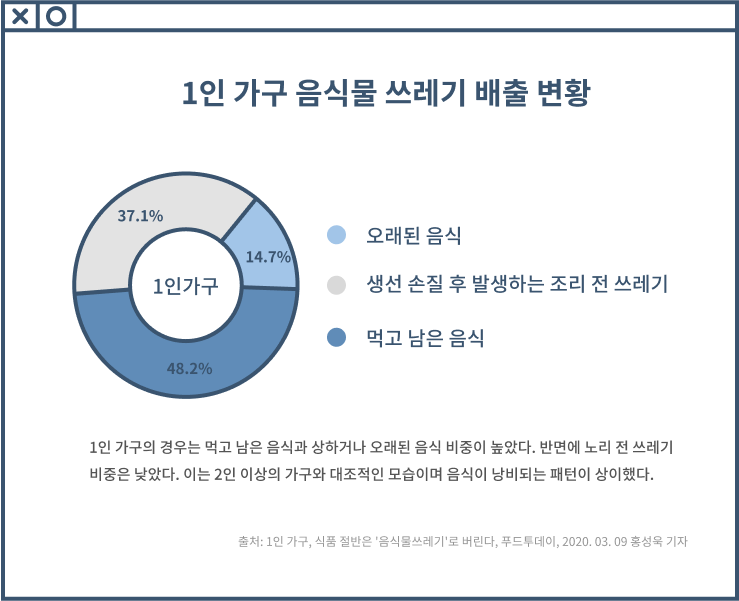 1인 가구 음식물 쓰레기 배출 변황
37.1%
14.7%
1인가구
48.2%
오래된 음식
생선 손질 후 발생하는 조리 전 쓰레기
먹고 남은 음식
1인 가구의 경우는 먹고 남은 음식과 상하거나 오래된 음식 비중이 높았다. 반면에 노리 전 쓰레기
비중은 낮았다. 이는 2인 이상의 가구와 대조적인 모습이며 음식이 낭비되는 패턴이 상이했다.
출처: 1인 가구, 식품 절반은 '음식물쓰레기'로 버린다, 푸드투데이, 2020. 03. 09 홍성욱 기자